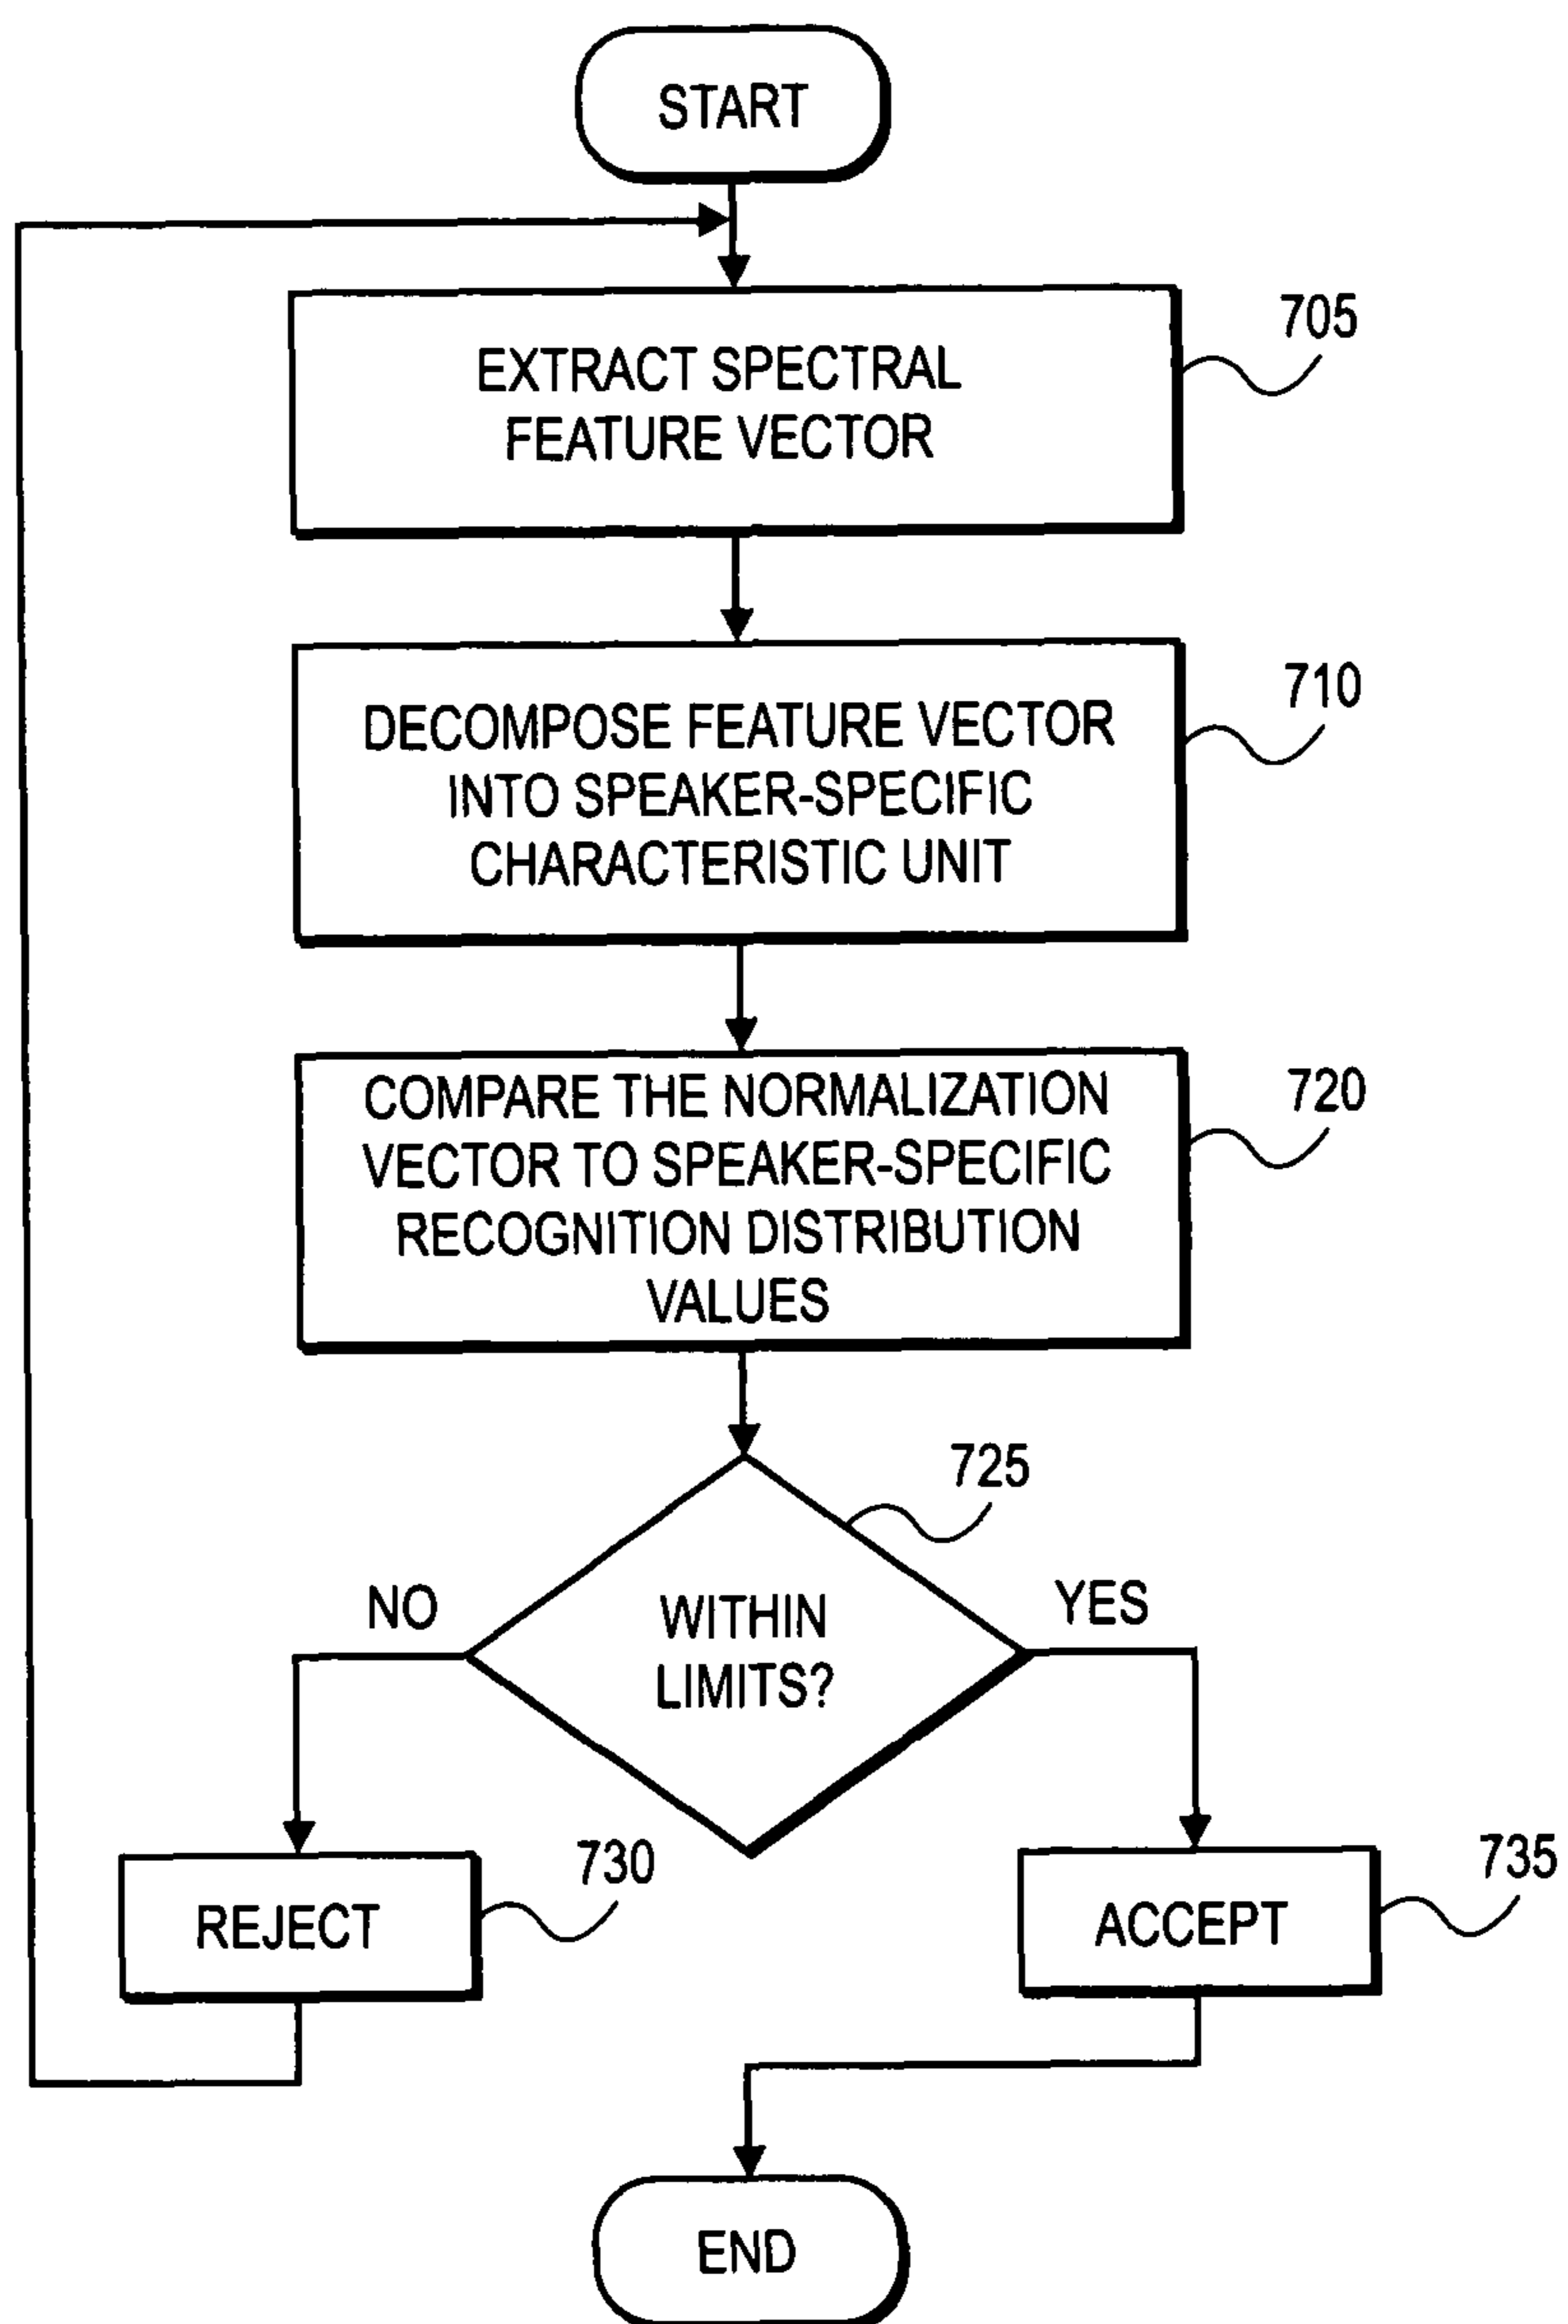 START
705
EXTRACT SPECTRAL
FEATURE VECTOR
710
DECOMPOSE FEATURE VECTOR
INTO SPEAKER-SPECIFIC
CHARACTERISTIC UNIT
720
COMPARE THE NORMALIZATION
VECTOR TO SPEAKER-SPECIFIC
RECOGNITION DISTRIBUTION
VALUES
725
NO
YES
WITHIN
LIMITS?
730
735
REJECT
ACCEPT
END